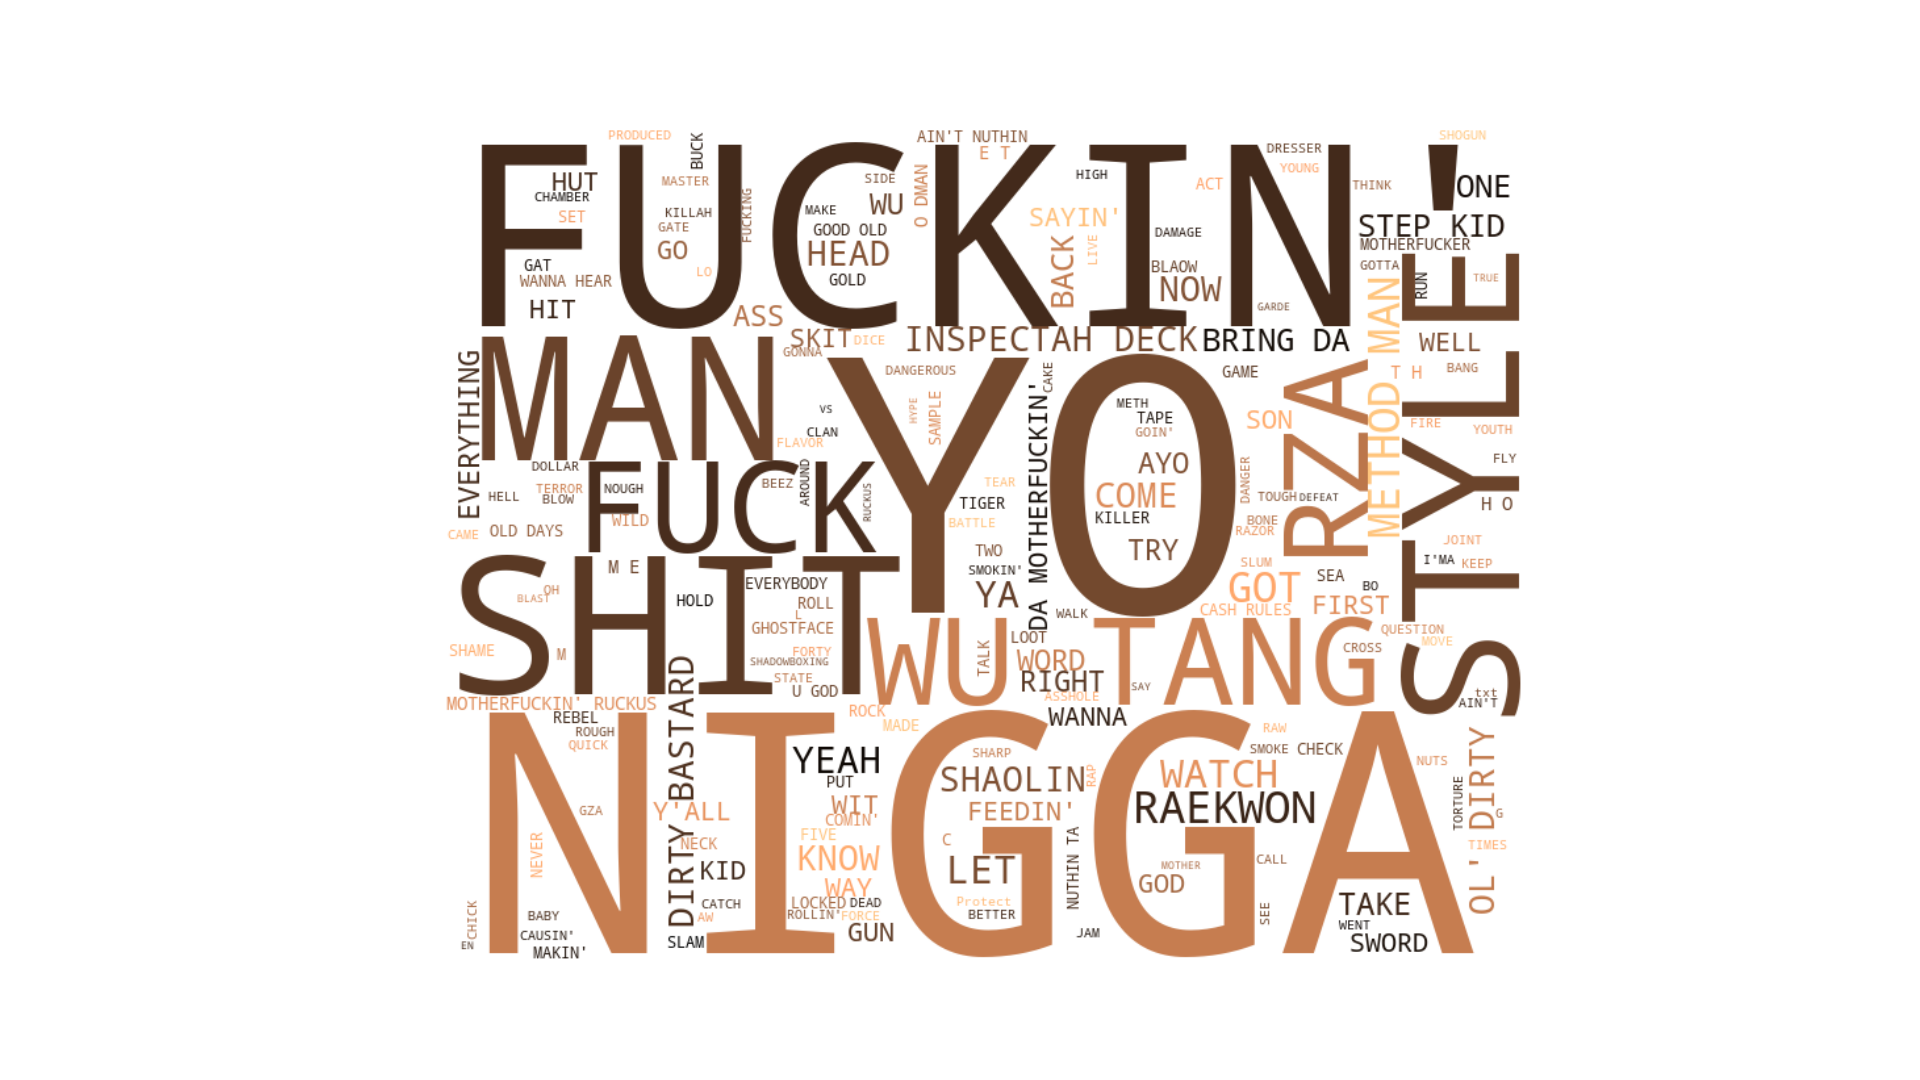 PRODUCED
BUCK
AIN'T NUTHIN
SHOGUN
FUCKIN'
E T
DRESSER
HUT
CHAMBER
SET
MASTER
KILLAH
GATE
GO
LO
FUCKING
SIDE
MAKE
WU
GOOD OLD
HEAD
GOLD
O DMAN
HIGH
SAYIN'
BACK
LIVE
ACT
YOUNG
DAMAGE
BLAOW
NOW
GARDE
THINK
ONE
STEP KID
MOTHERFUCKER
GOTTA
RUN
TRUE
GAT
WANNA HEAR
HIT
ASS
SKIT
DICE
GONNA
INSPECTAH DECK
BRING DA
METHOD MAN
WELL
STYLE
EVERYTHING
MAN
YO
DANGEROUS
CAKE
GAME
T H
BANG
RZA
VS
CLAN
FLAVOR
HYPE
SAMPLE
DA MOTHERFUCKIN'
METH
TAPE
GOIN'
SON
FIRE
YOUTH
DOLLAR
FUCK
TERROR
BLOW
HELL
NOUGH
WILD
BEEZ
AROUND
RUCKUS
TEAR
TIGER
BATTLE
AYO
COME
KILLER
TRY
DANGER
TOUGH
DEFEAT
BONE
RAZOR
FLY
H O
CAME
OLD DAYS
TWO
SMOKIN'
YA
WALK
SLUM
GOT
CASH RULES
SEA
BO
FIRST
JOINT
I'MA
KEEP
SHIT
M E
OH
BLAST
HOLD
EVERYBODY
ROLL
L
GHOSTFACE
FORTY
SHADOWBOXING
STATE
U GOD
WU TANG
TALK
LOOT
WORD
RIGHT
ASSHOLE
SAY
CROSS
QUESTION
MOVE
SHAME
M
MOTHERFUCKIN' RUCKUS
DIRTY BASTARD
ROCK
MADE
WANNA
txt
AIN'T
REBEL
ROUGH
QUICK
NIGGA
YEAH
PUT
SHARP
SHAOLIN
RAP
FEEDIN'
RAW
SMOKE
CHECK
WATCH
RAEKWON
NUTS
OL' DIRTY
TORTURE
G
TIMES
GZA
Y'ALL
WIT
COMIN'
FIVE
NEVER
NECK
KID
KNOW
WAY
C
LET
NUTHIN TA
MOTHER
GOD
CALL
TAKE
CATCH
AW
LOCKED
DEAD
ROLLIN'
FORCE
Protect
BETTER
SEE
WENT
SWORD
CHICK
EN
BABY
CAUSIN'
MAKIN'
SLAM
GUN
JAM